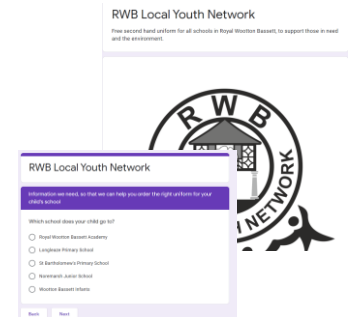 RWB Local Youth Network
Free second hand uniform for all schools in Royal Wootton Bassett, to support those in need
and the environment.
RWB
NETWORK
RWB Local Youth Network
Information we need, so that we can help you order the right uniform for your
child's school
Which school does your child go to?
Royal Wootton Bassett Academy
Longleaze Primary School
St Bartholomew's Primary School
Noremarsh Junior School
Wootton Bassett Infants
Back
Next